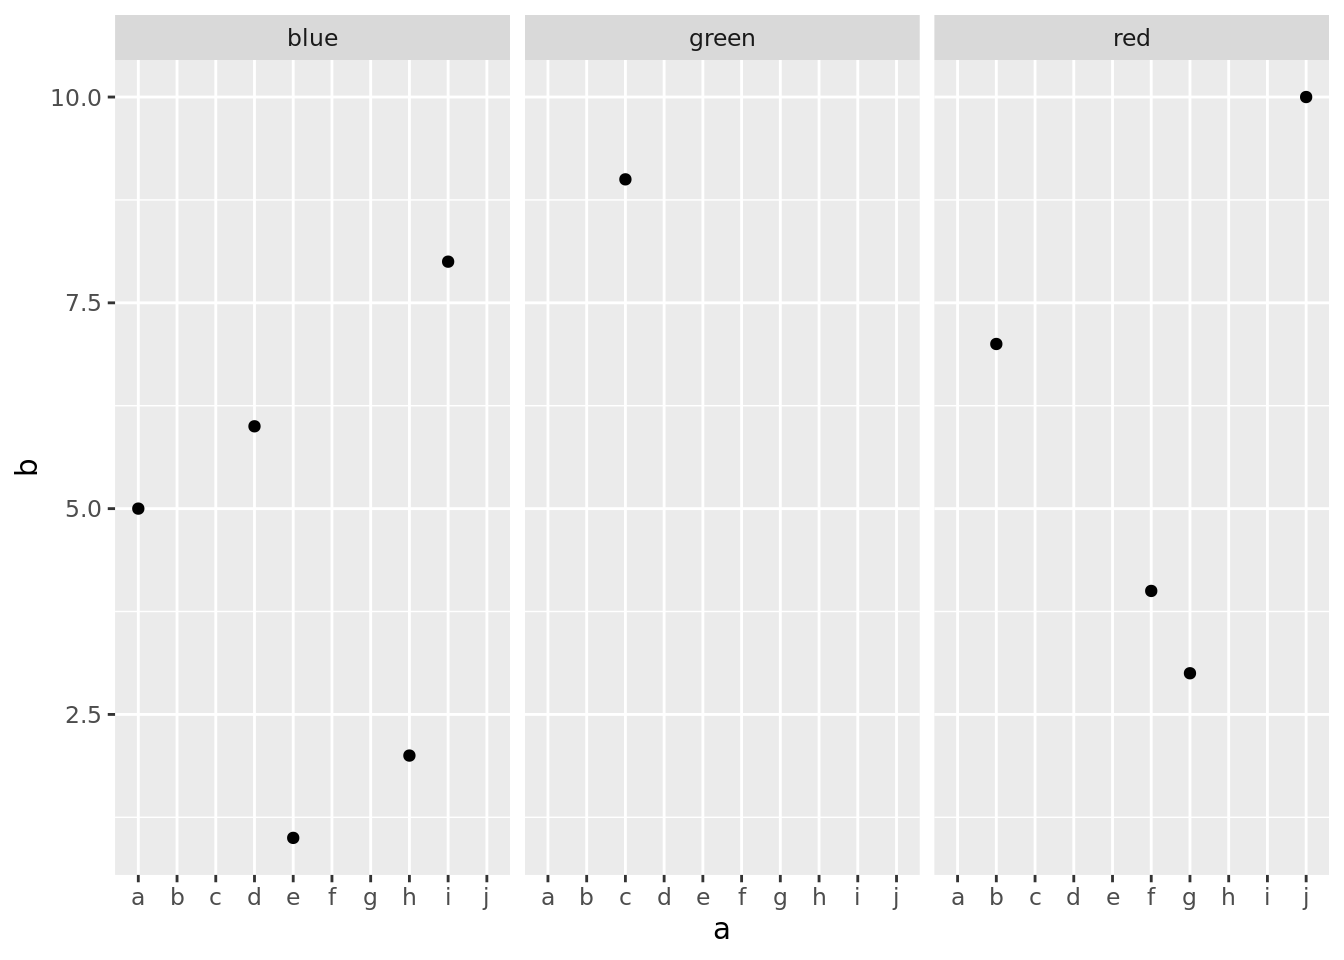 blue green red
10.0
7.5
b
5.0
2.5
a b c d e f g h i j a b c d e f g h i j a b c d e f g h i j
a